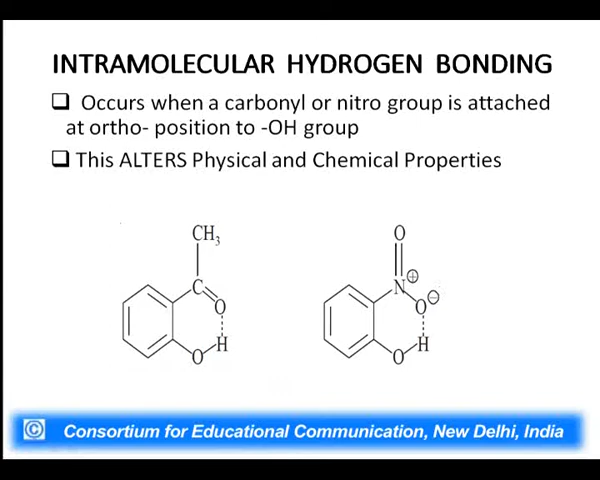 INTRAMOLECULAR HYDROGEN BONDING
❑ Occurs when a carbonyl or nitro group is attached
at ortho- position to -OH group
❑ This ALTERS Physical and Chemical Properties
CH₃
C
O
H
O
O
N⊕
O⊖
H
O
© Consortium for Educational Communication, New Delhi, India